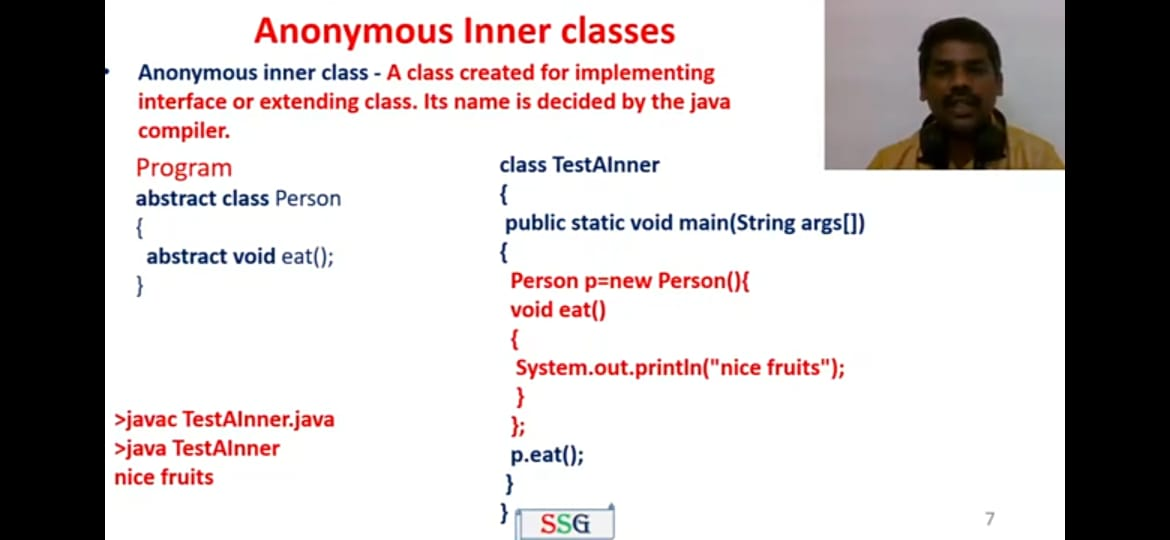 Anonymous Inner classes
• Anonymous inner class - A class created for implementing
interface or extending class. Its name is decided by the java
compiler.
Program
abstract class Person
{
abstract void eat();
}
>javac TestAInner.java
>java TestAInner
nice fruits
class TestAInner
{
public static void main(String args[])
{
Person p=new Person(){
void eat()
{
System.out.println("nice fruits");
}
};
p.eat();
}
}
SSG
7